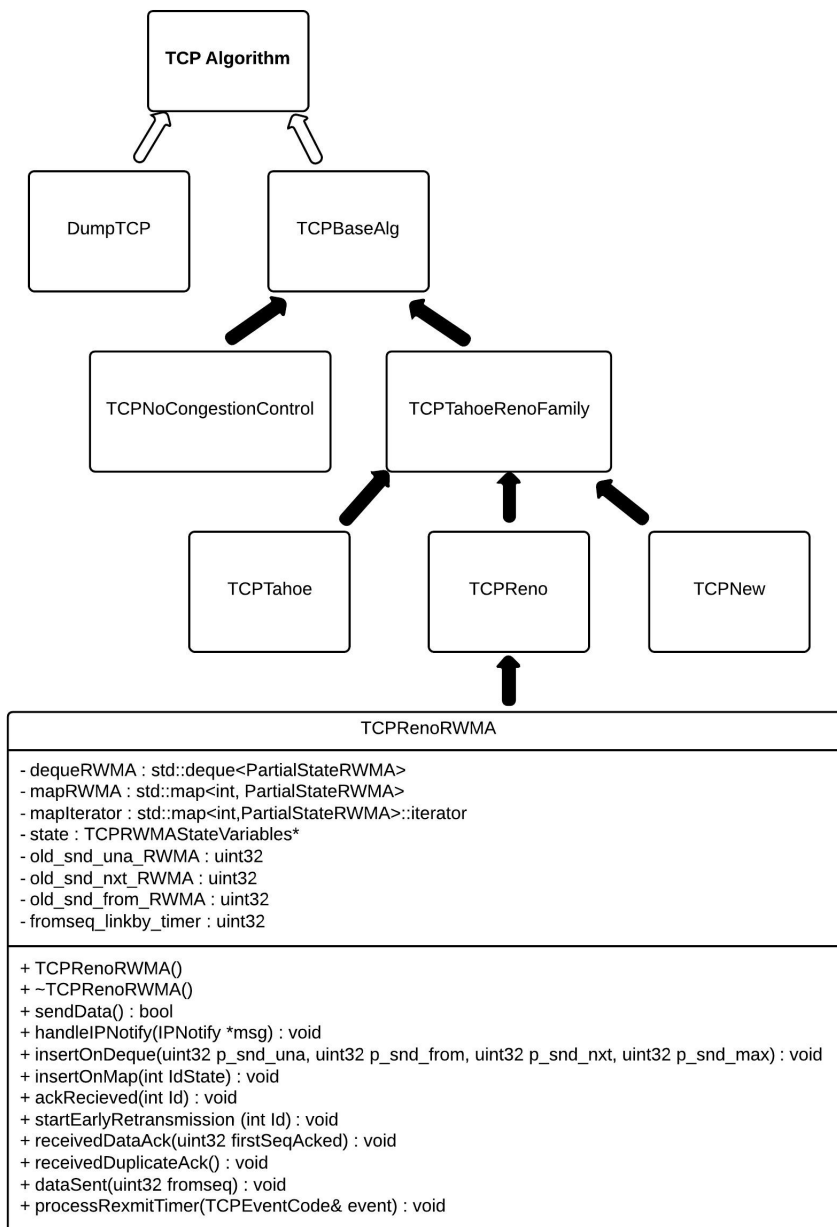 TCP Algorithm
DumpTCP
TCPBaseAlg
TCPNoCongestionControl
TCPTahoeRenoFamily
TCPTahoe
TCPReno
TCPNew
TCPRenoRWMA
- dequeRWMA : std::deque<PartialStateRWMA>
- mapRWMA : std::map<int, PartialStateRWMA>
- mapIterator : std::map<int,PartialStateRWMA>::iterator
- state : TCPRWMAStateVariables*
- old_snd_una_RWMA : uint32
- old_snd_nxt_RWMA : uint32
- old_snd_from_RWMA : uint32
- fromseq_linkby_timer : uint32
+ TCPRenoRWMA()
+ ~TCPRenoRWMA()
+ sendData() : bool
+ handleIPNotify(IPNotify *msg) : void
+ insertOnDeque(uint32 p_snd_una, uint32 p_snd_from, uint32 p_snd_nxt, uint32 p_snd_max) : void
+ insertOnMap(int IdState) : void
+ ackRecieved(int Id) : void
+ startEarlyRetransmission (int Id) : void
+ receivedDataAck(uint32 firstSeqAcked) : void
+ receivedDuplicateAck() : void
+ dataSent(uint32 fromseq) : void
+ processRexmitTimer(TCPEventCode& event) : void